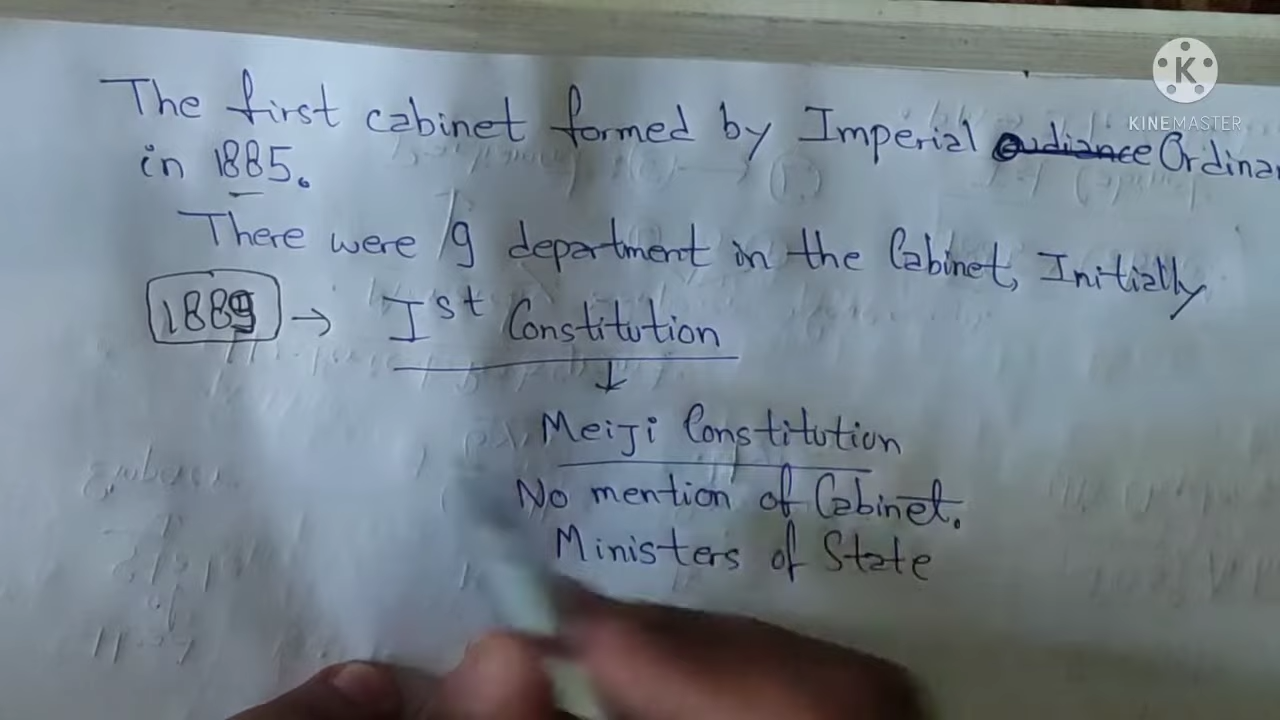 The first cabinet formed by Imperial audiance Ordinan
in 1885.
There were 9 department in the Cabinet, Initially
1889 → Ist Constitution
Meiji Constitution
No mention of Cabinet.
Ministers of State
K
KINEMASTER